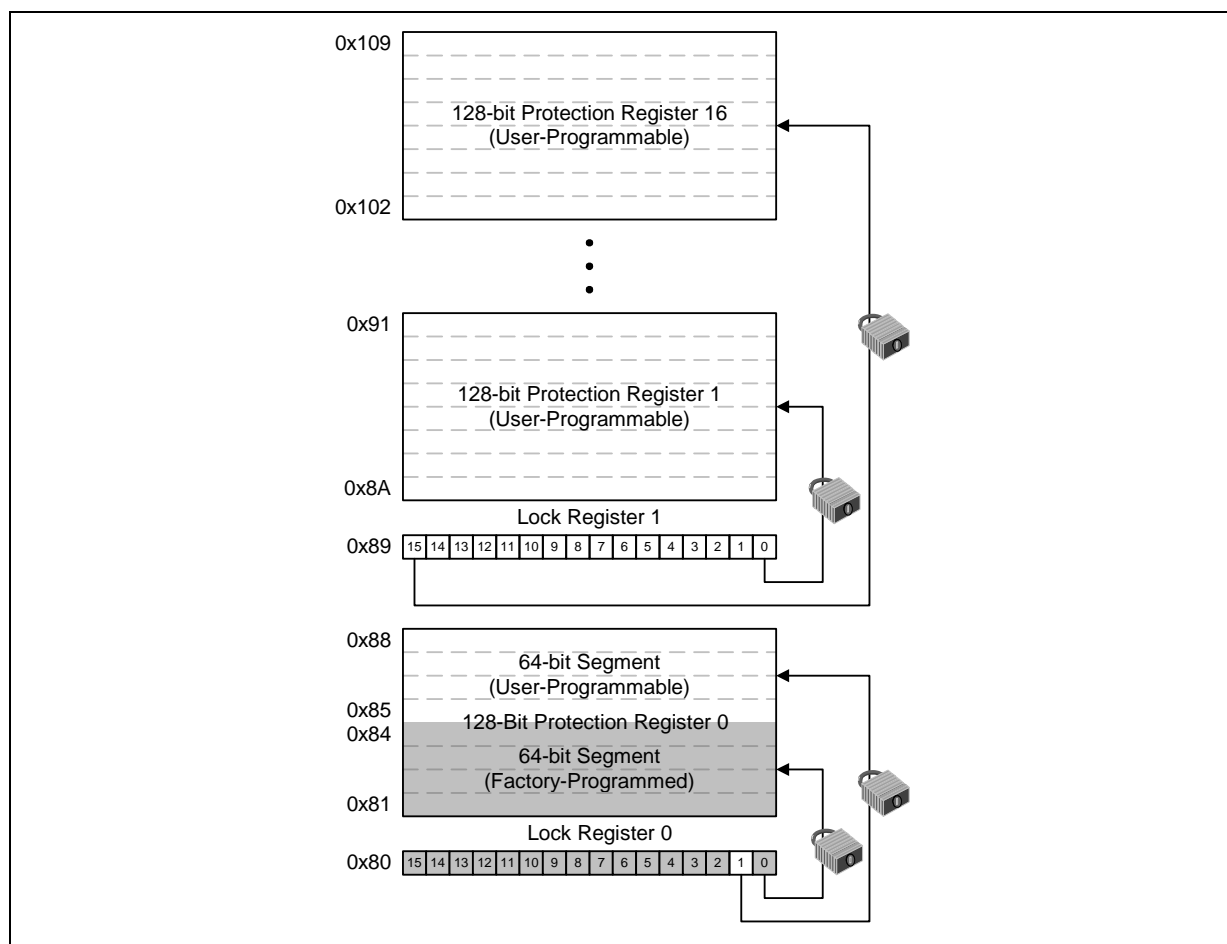 0x109
128-bit Protection Register 16
(User-Programmable)
0x102
0x91
128-bit Protection Register 1
(User-Programmable)
0x8A
Lock Register 1
0x89 15 14 13 12 11 10 9 8 7 6 5 4 3 2 1 0
0x88
64-bit Segment
(User-Programmable)
0x85
128-Bit Protection Register 0
0x84
64-bit Segment
(Factory-Programmed)
0x81
Lock Register 0
0x80 15 14 13 12 11 10 9 8 7 6 5 4 3 2 1 0